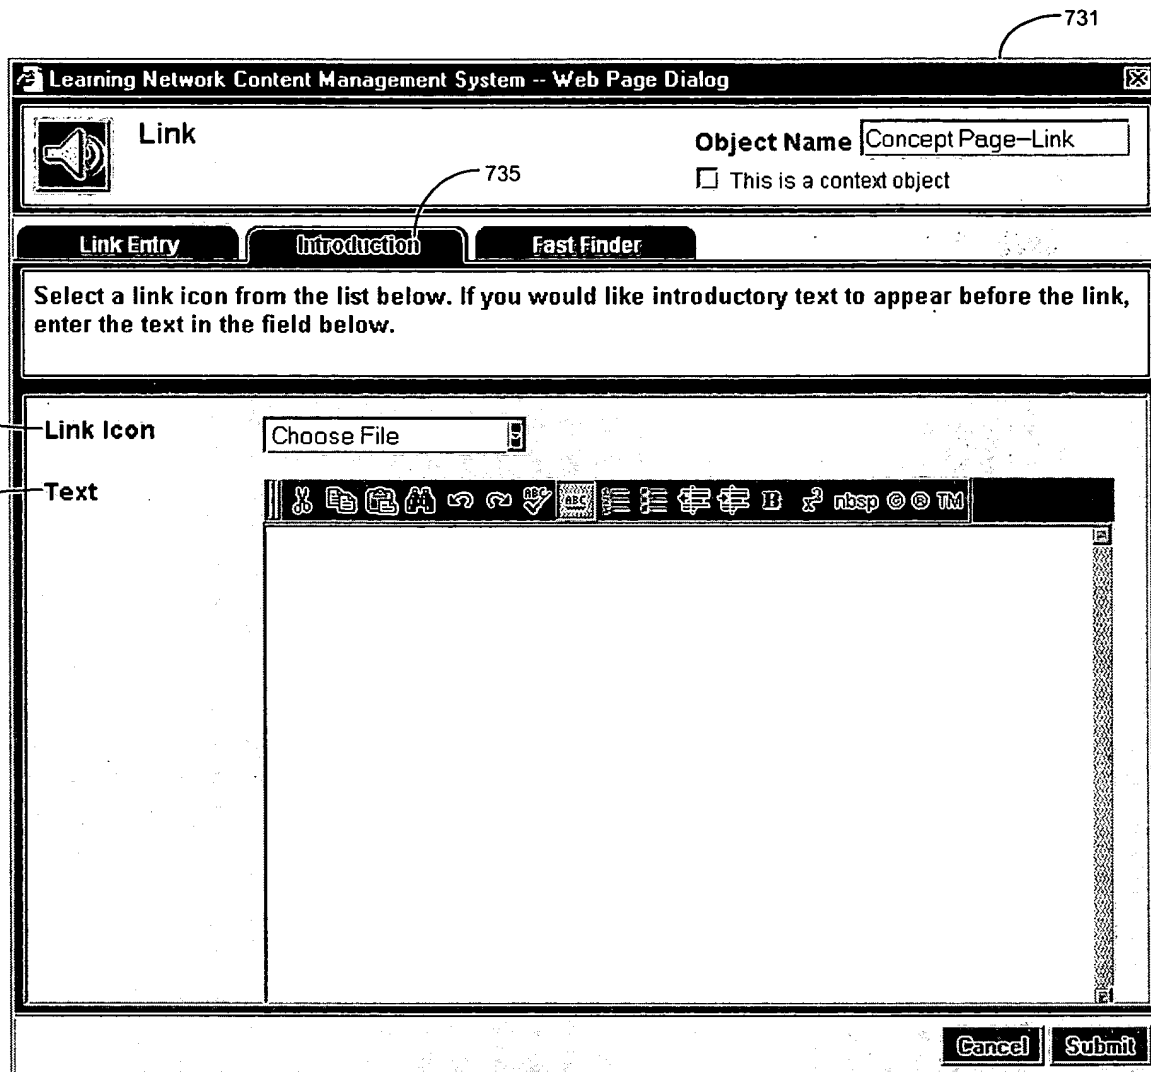 731
Learning Network Content Management System -- Web Page Dialog
Link
Object Name Concept Page–Link
735
This is a context object
Link Entry Introduction Fast Finder
Select a link icon from the list below. If you would like introductory text to appear before the link,
enter the text in the field below.
Link Icon Choose File
Text
ABC ABC B x² nbsp © ® TM
Cancel Submit